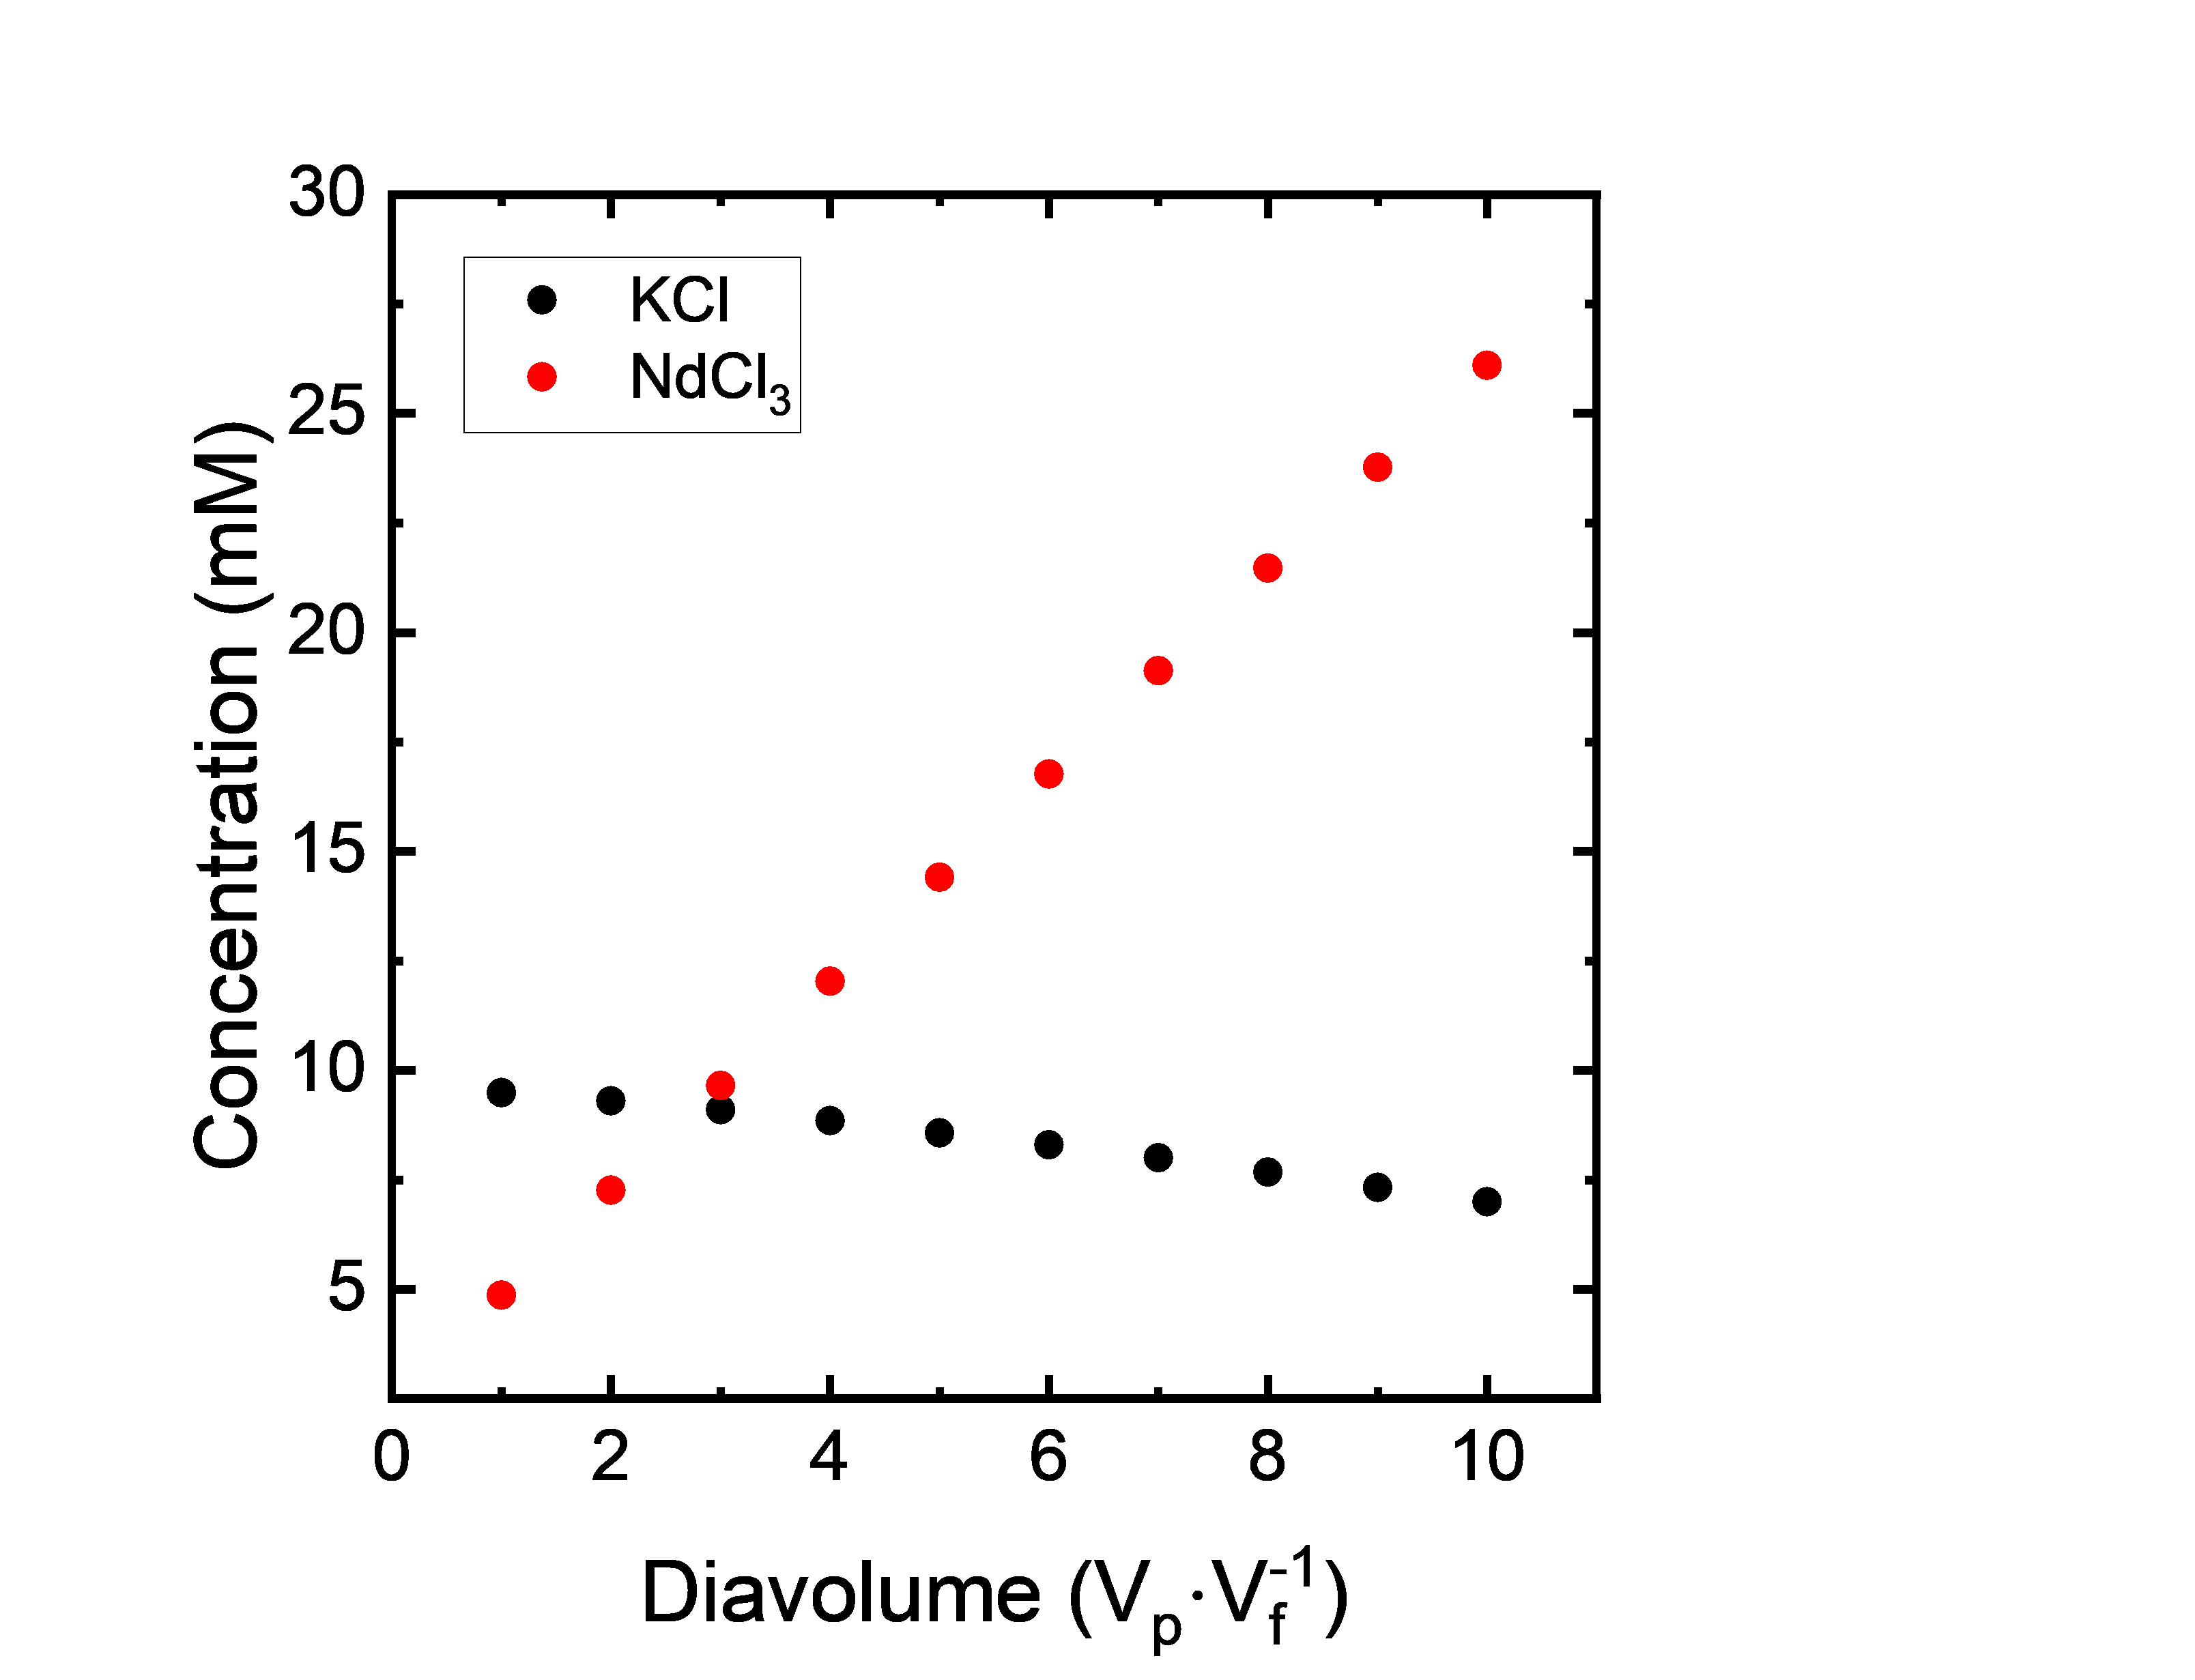 30
25
20
15
10
5
KCl
NdCl₃
Concentration (mM)
0 2 4 6 8 10
Diavolume (Vₚ·V_f⁻¹)